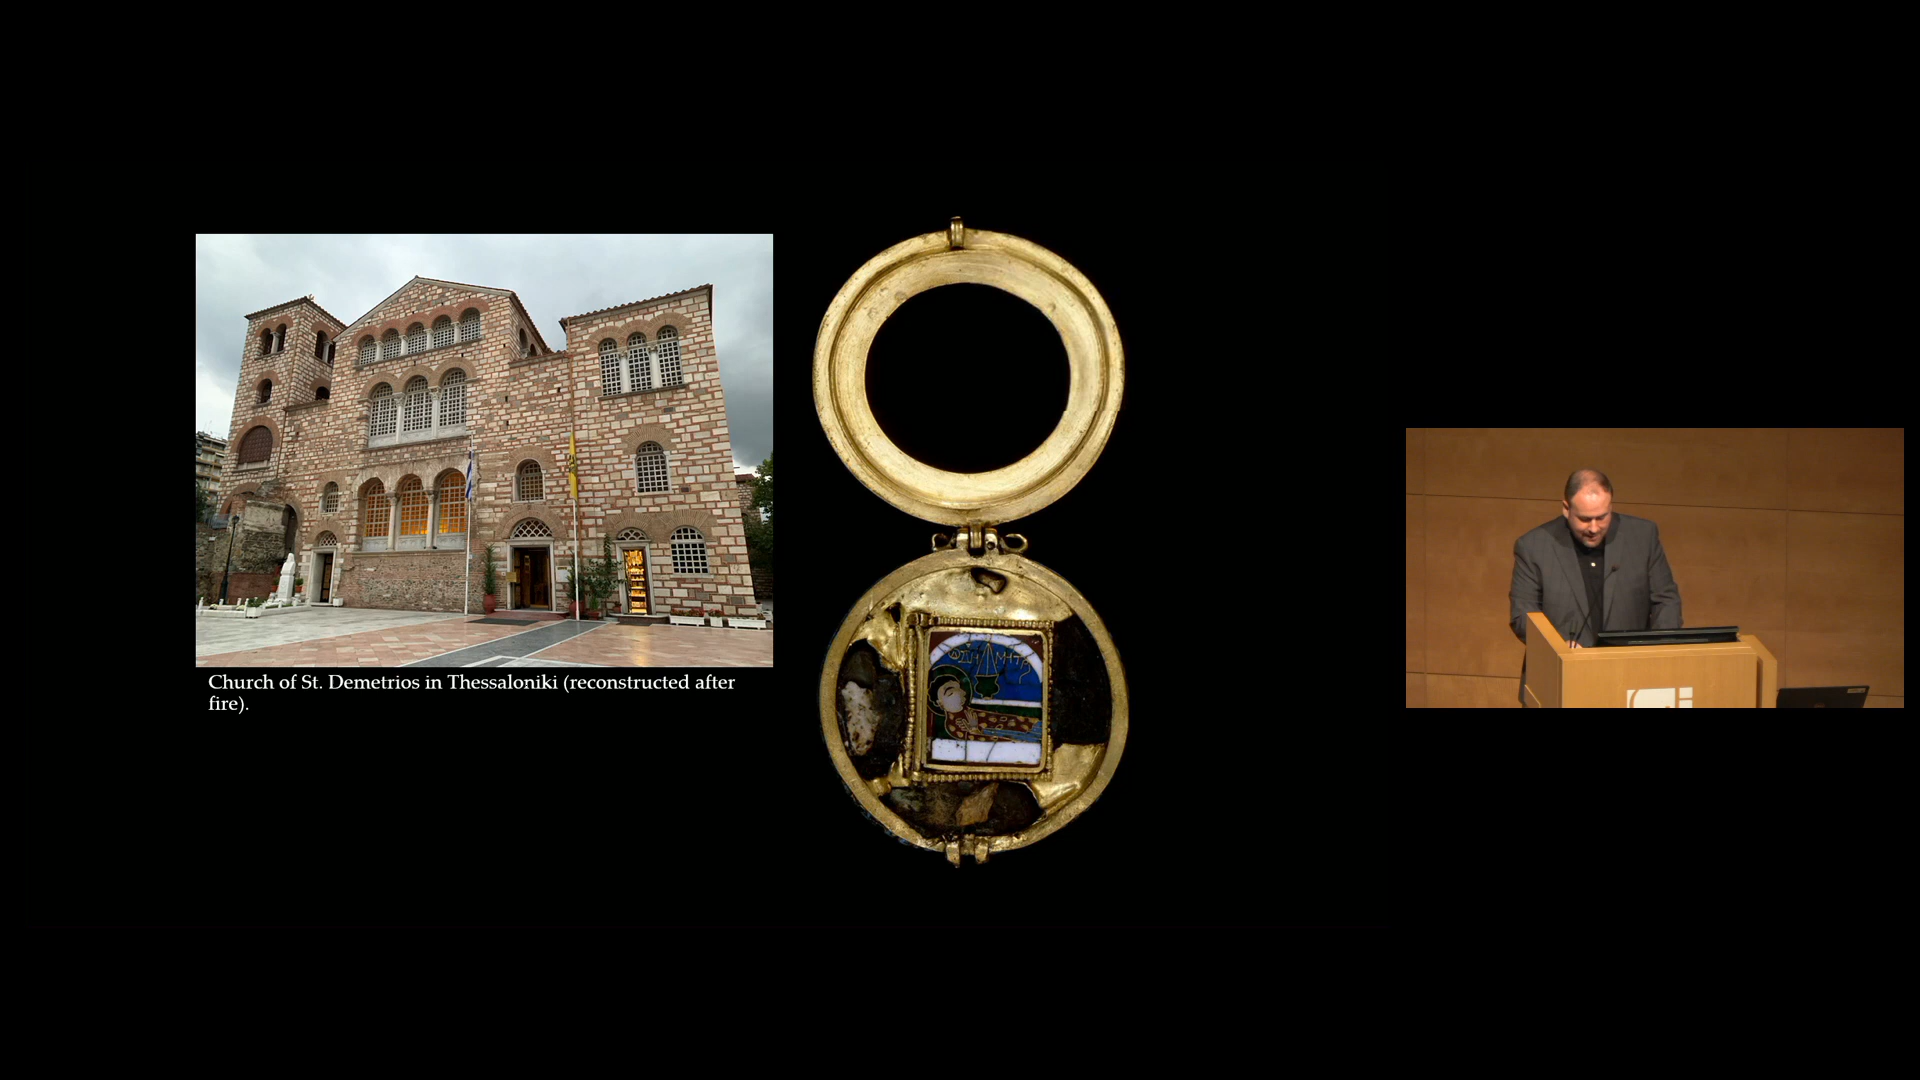 Church of St. Demetrios in Thessaloniki (reconstructed after
fire).